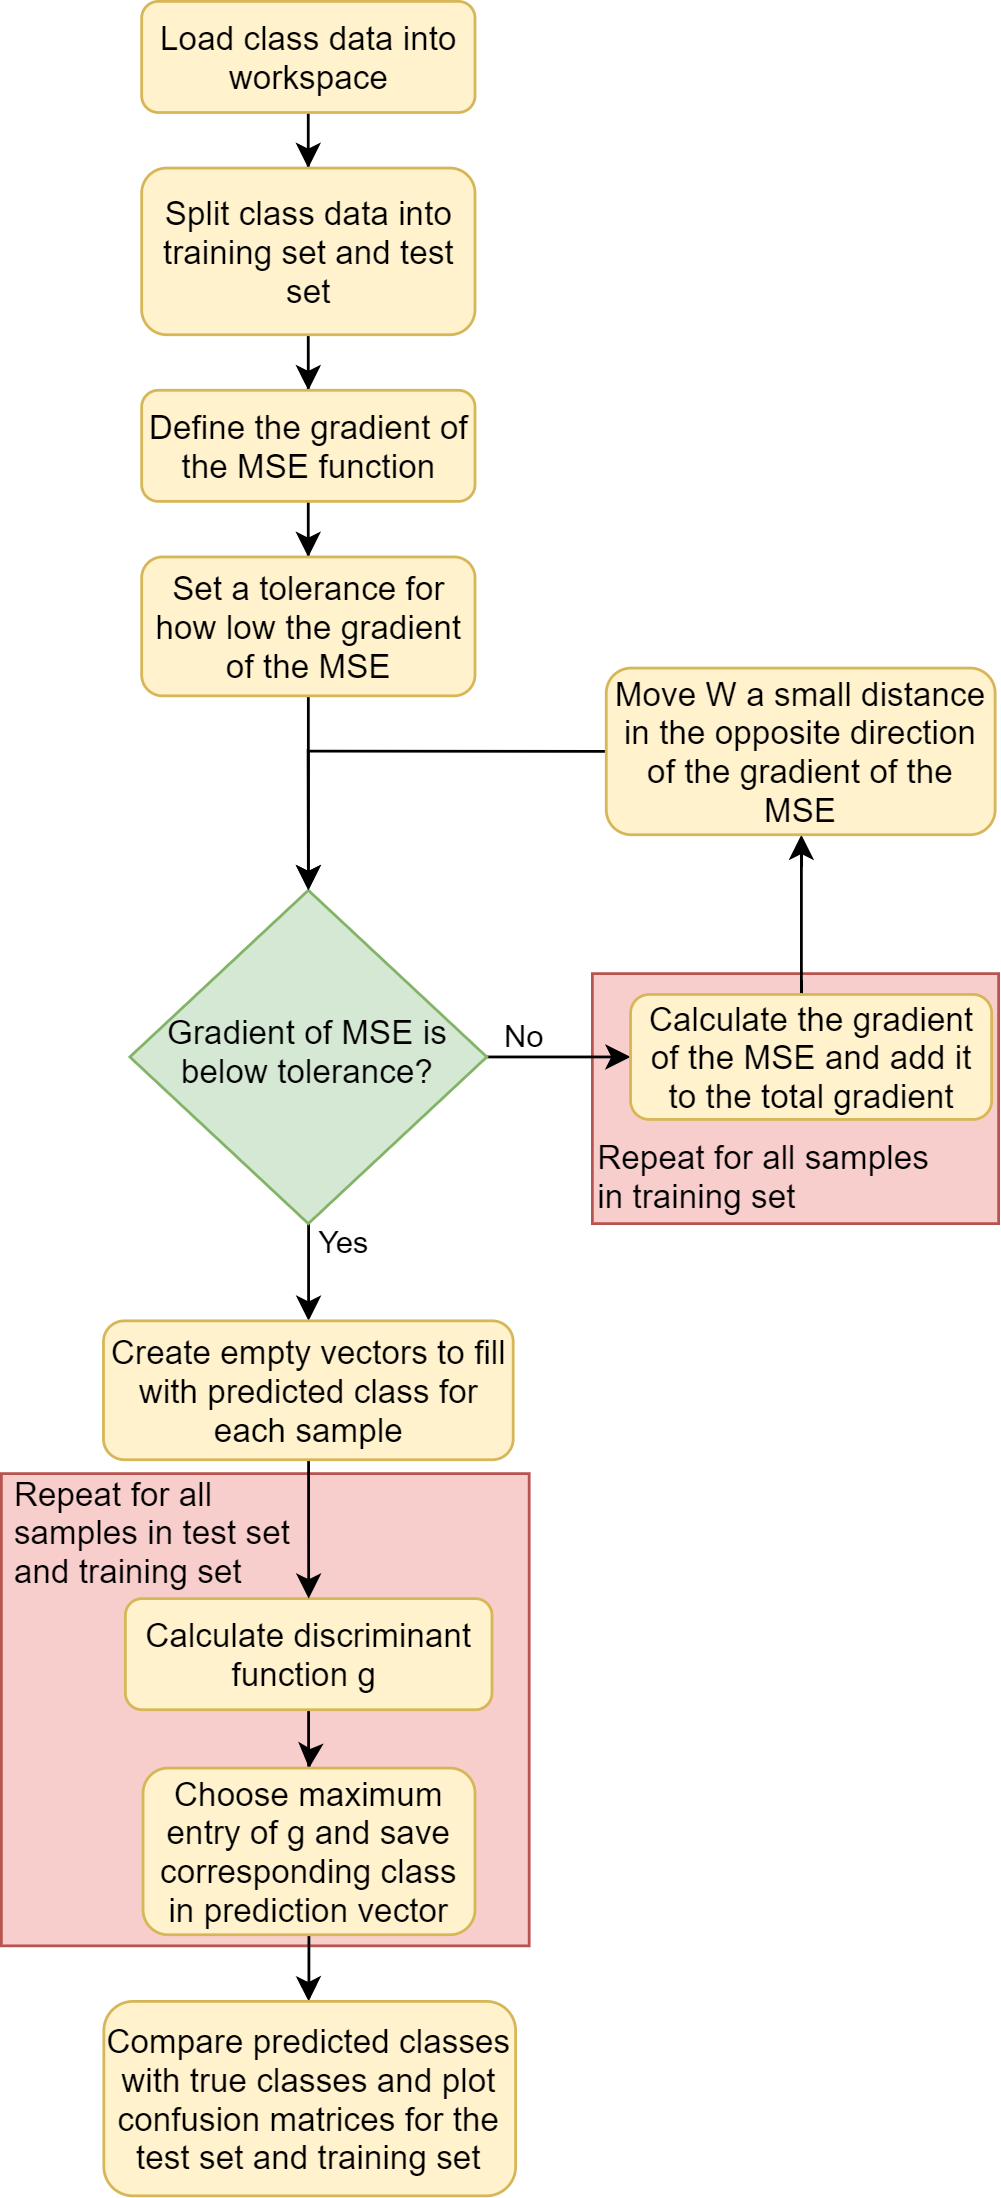 Load class data into
workspace
Split class data into
training set and test
set
Define the gradient of
the MSE function
Set a tolerance for
how low the gradient
of the MSE
Move W a small distance
in the opposite direction
of the gradient of the
MSE
Gradient of MSE is
below tolerance?
No
Calculate the gradient
of the MSE and add it
to the total gradient
Repeat for all samples
in training set
Yes
Create empty vectors to fill
with predicted class for
each sample
Repeat for all
samples in test set
and training set
Calculate discriminant
function g
Choose maximum
entry of g and save
corresponding class
in prediction vector
Compare predicted classes
with true classes and plot
confusion matrices for the
test set and training set